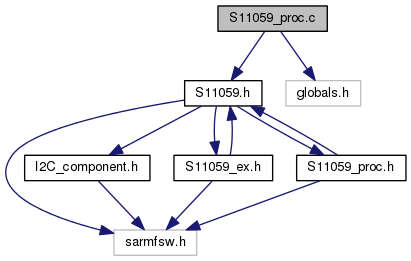 S11059_proc.c
S11059.h
globals.h
I2C_component.h
S11059_ex.h
S11059_proc.h
sarmfsw.h